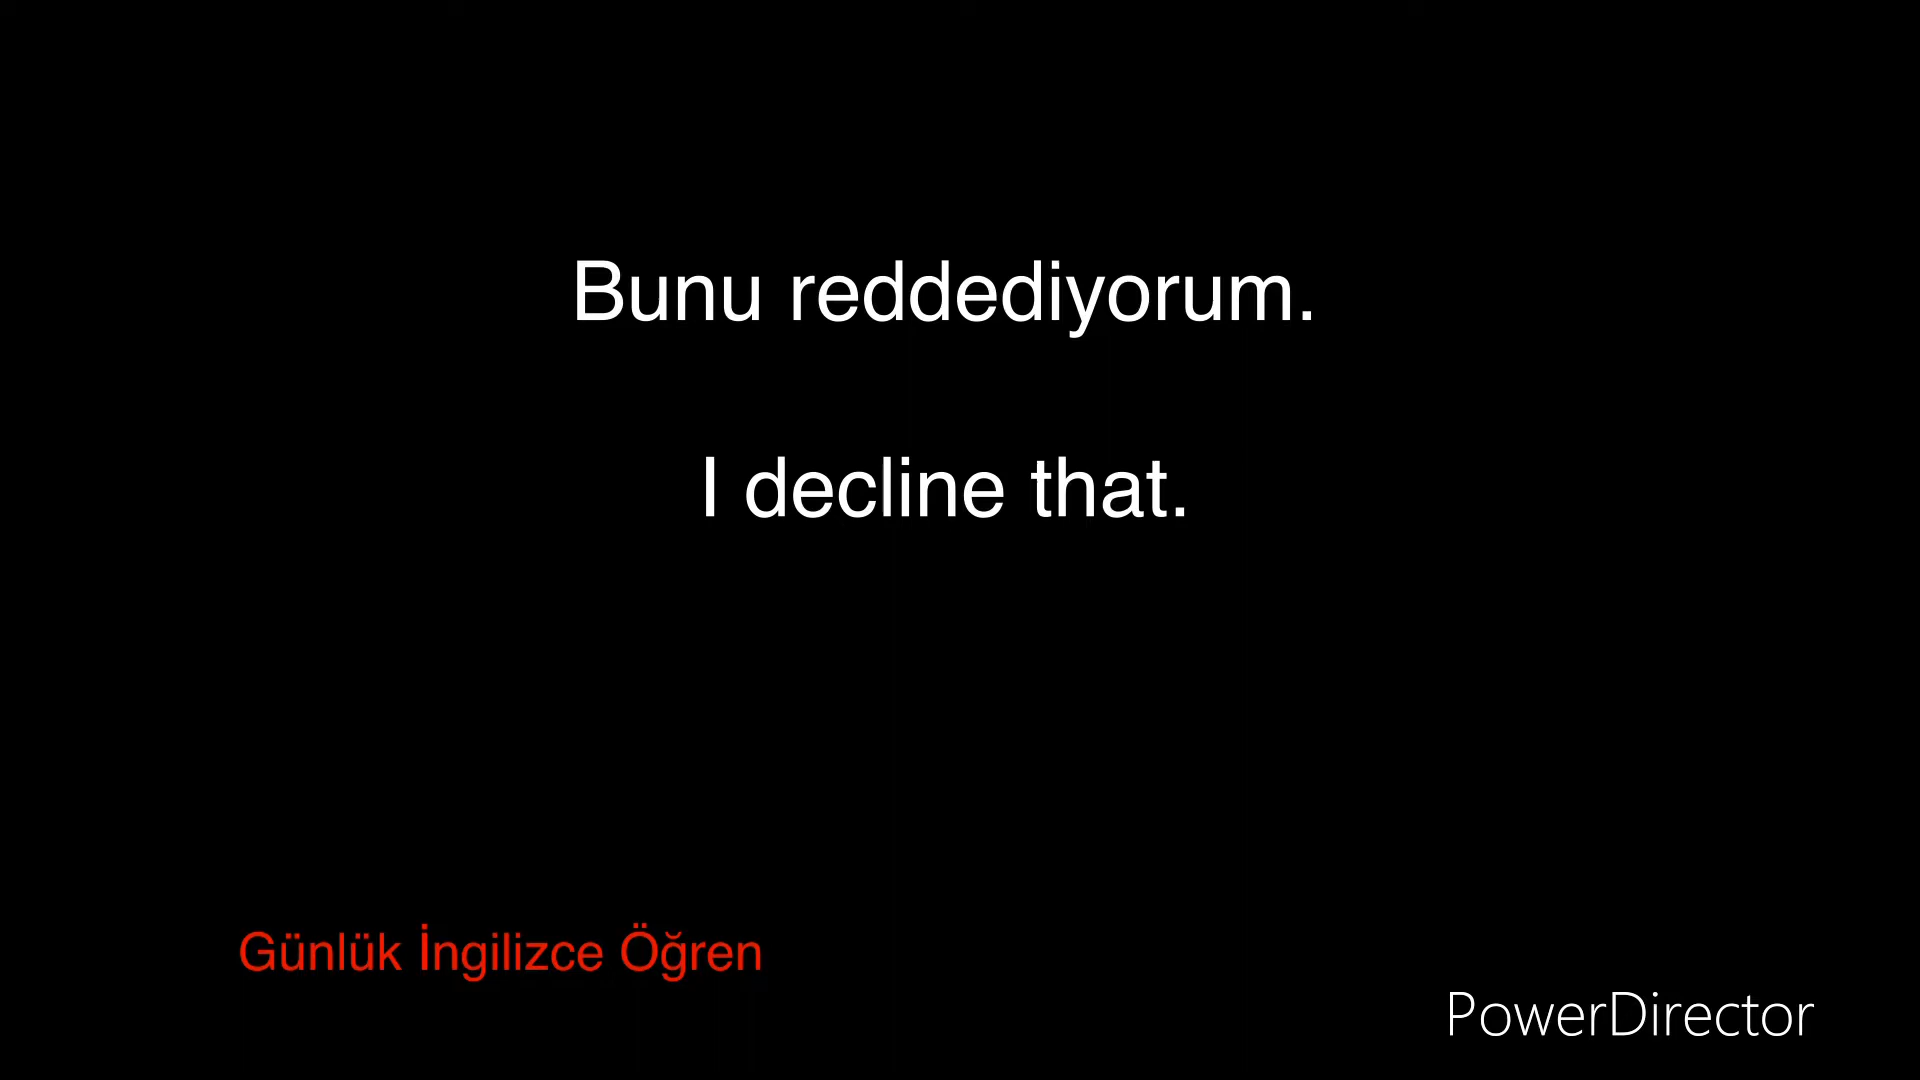 Bunu reddediyorum.
I decline that.
Günlük İngilizce Öğren
PowerDirector